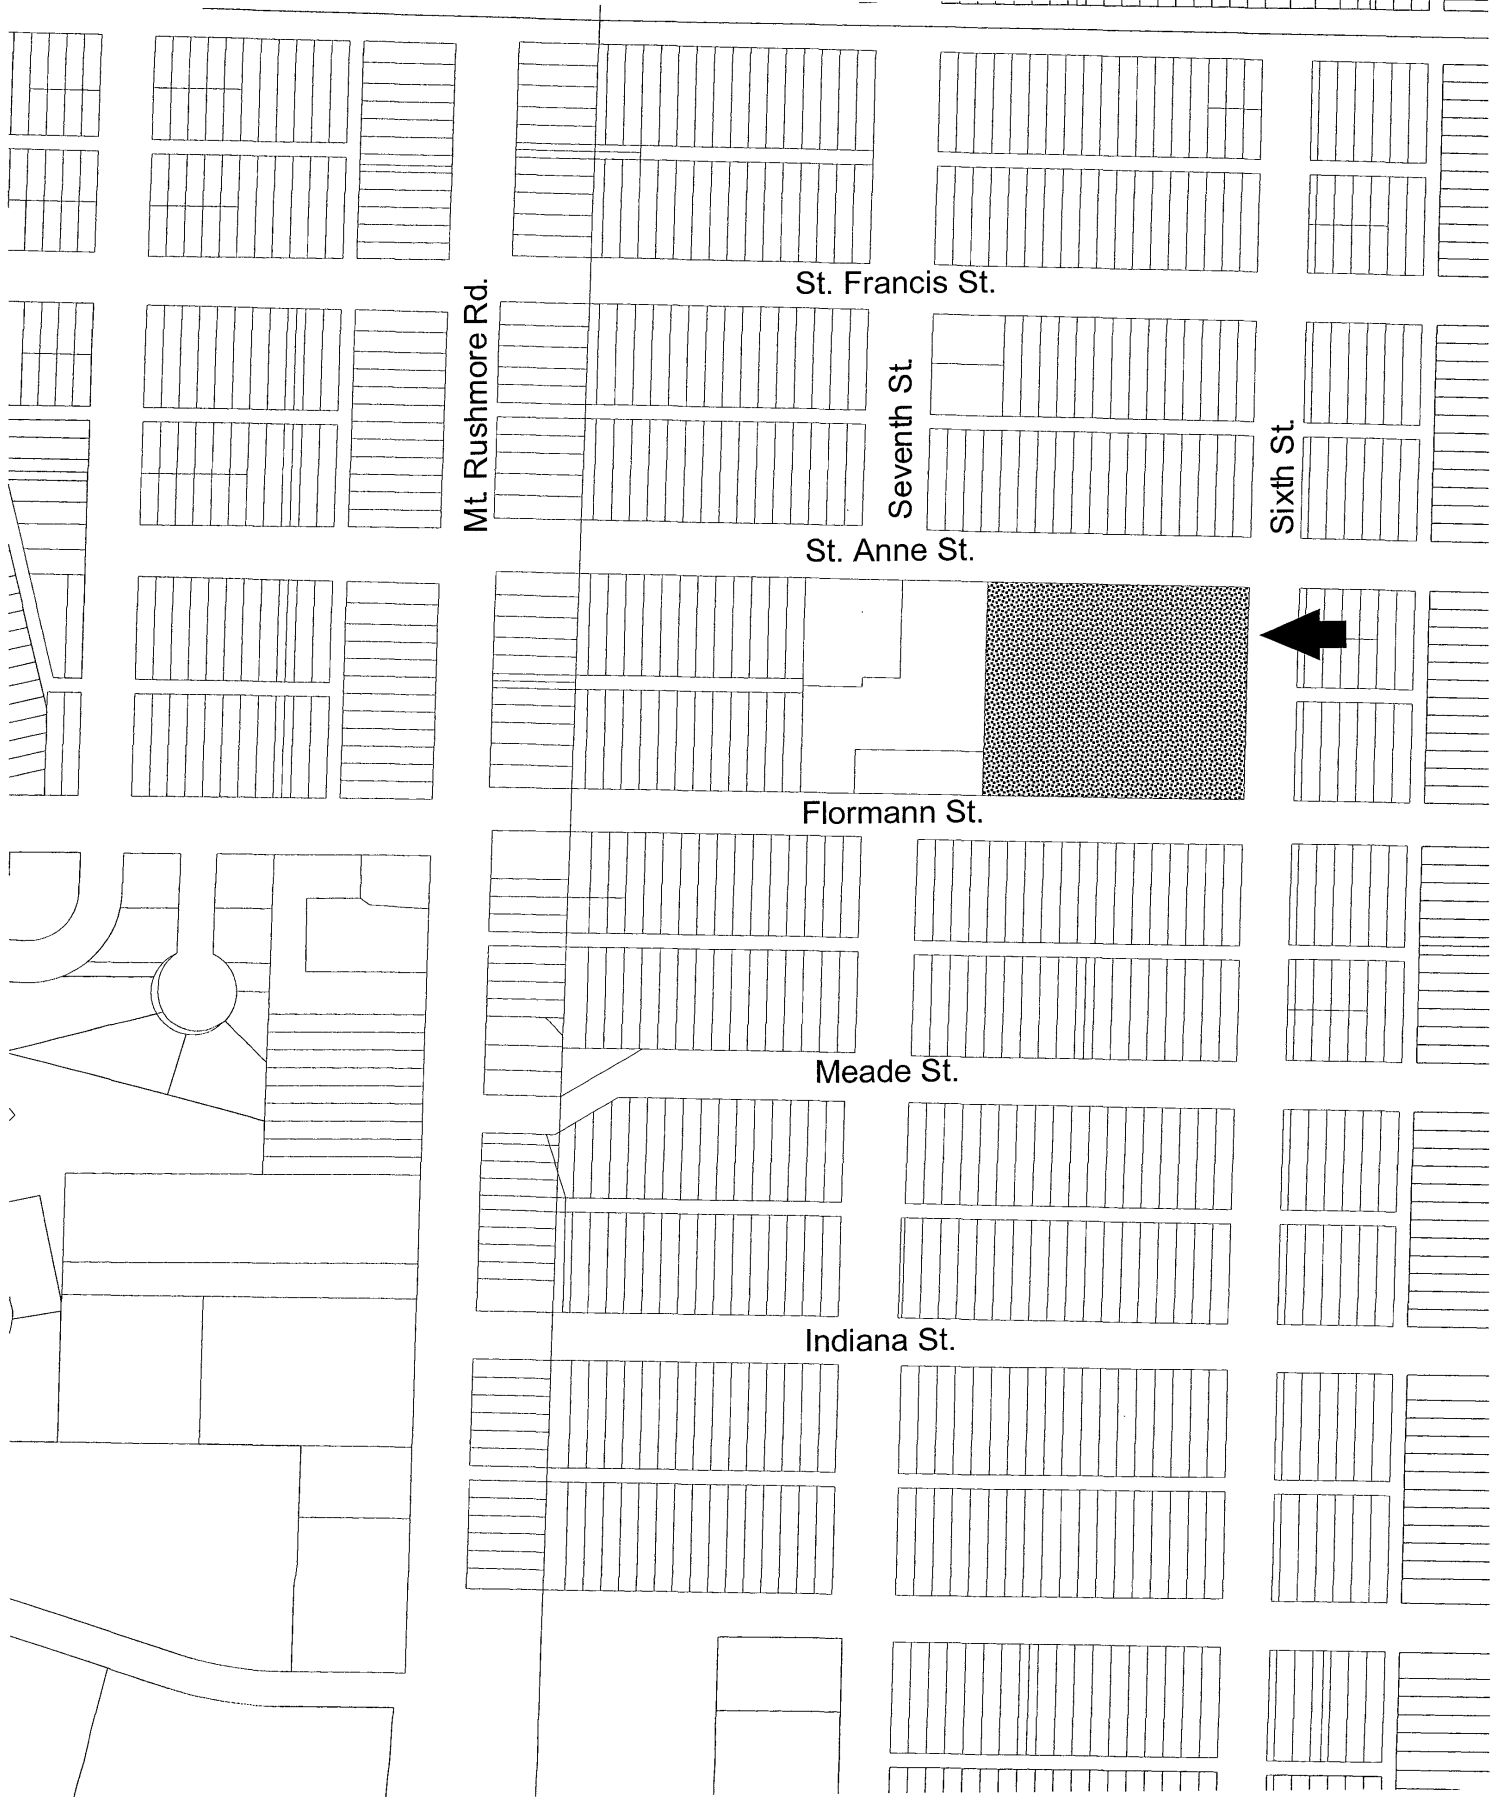 St. Francis St.
Mt. Rushmore Rd.
Seventh St.
Sixth St.
St. Anne St.
Flormann St.
Meade St.
Indiana St.